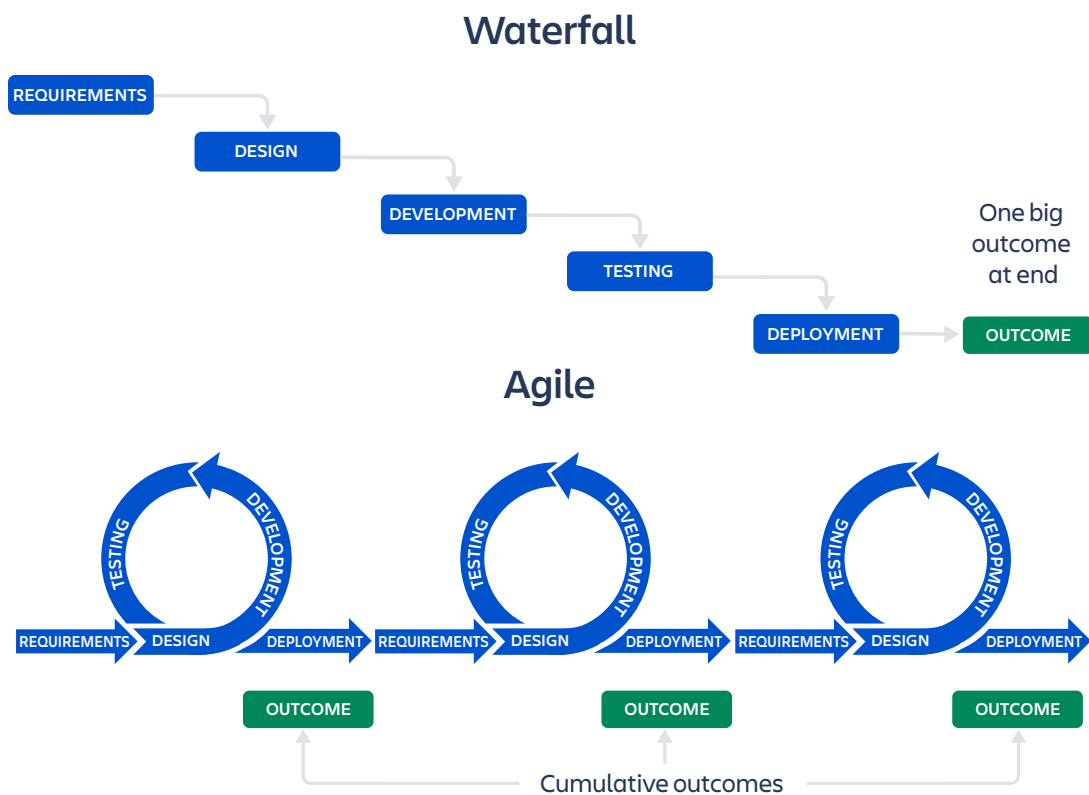 Waterfall
REQUIREMENTS
DESIGN
DEVELOPMENT
TESTING
DEPLOYMENT
One big
outcome
at end
OUTCOME
Agile
REQUIREMENTS
DESIGN
DEVELOPMENT
TESTING
DEPLOYMENT
REQUIREMENTS
DESIGN
DEVELOPMENT
TESTING
DEPLOYMENT
REQUIREMENTS
DESIGN
DEVELOPMENT
TESTING
DEPLOYMENT
OUTCOME
OUTCOME
OUTCOME
Cumulative outcomes